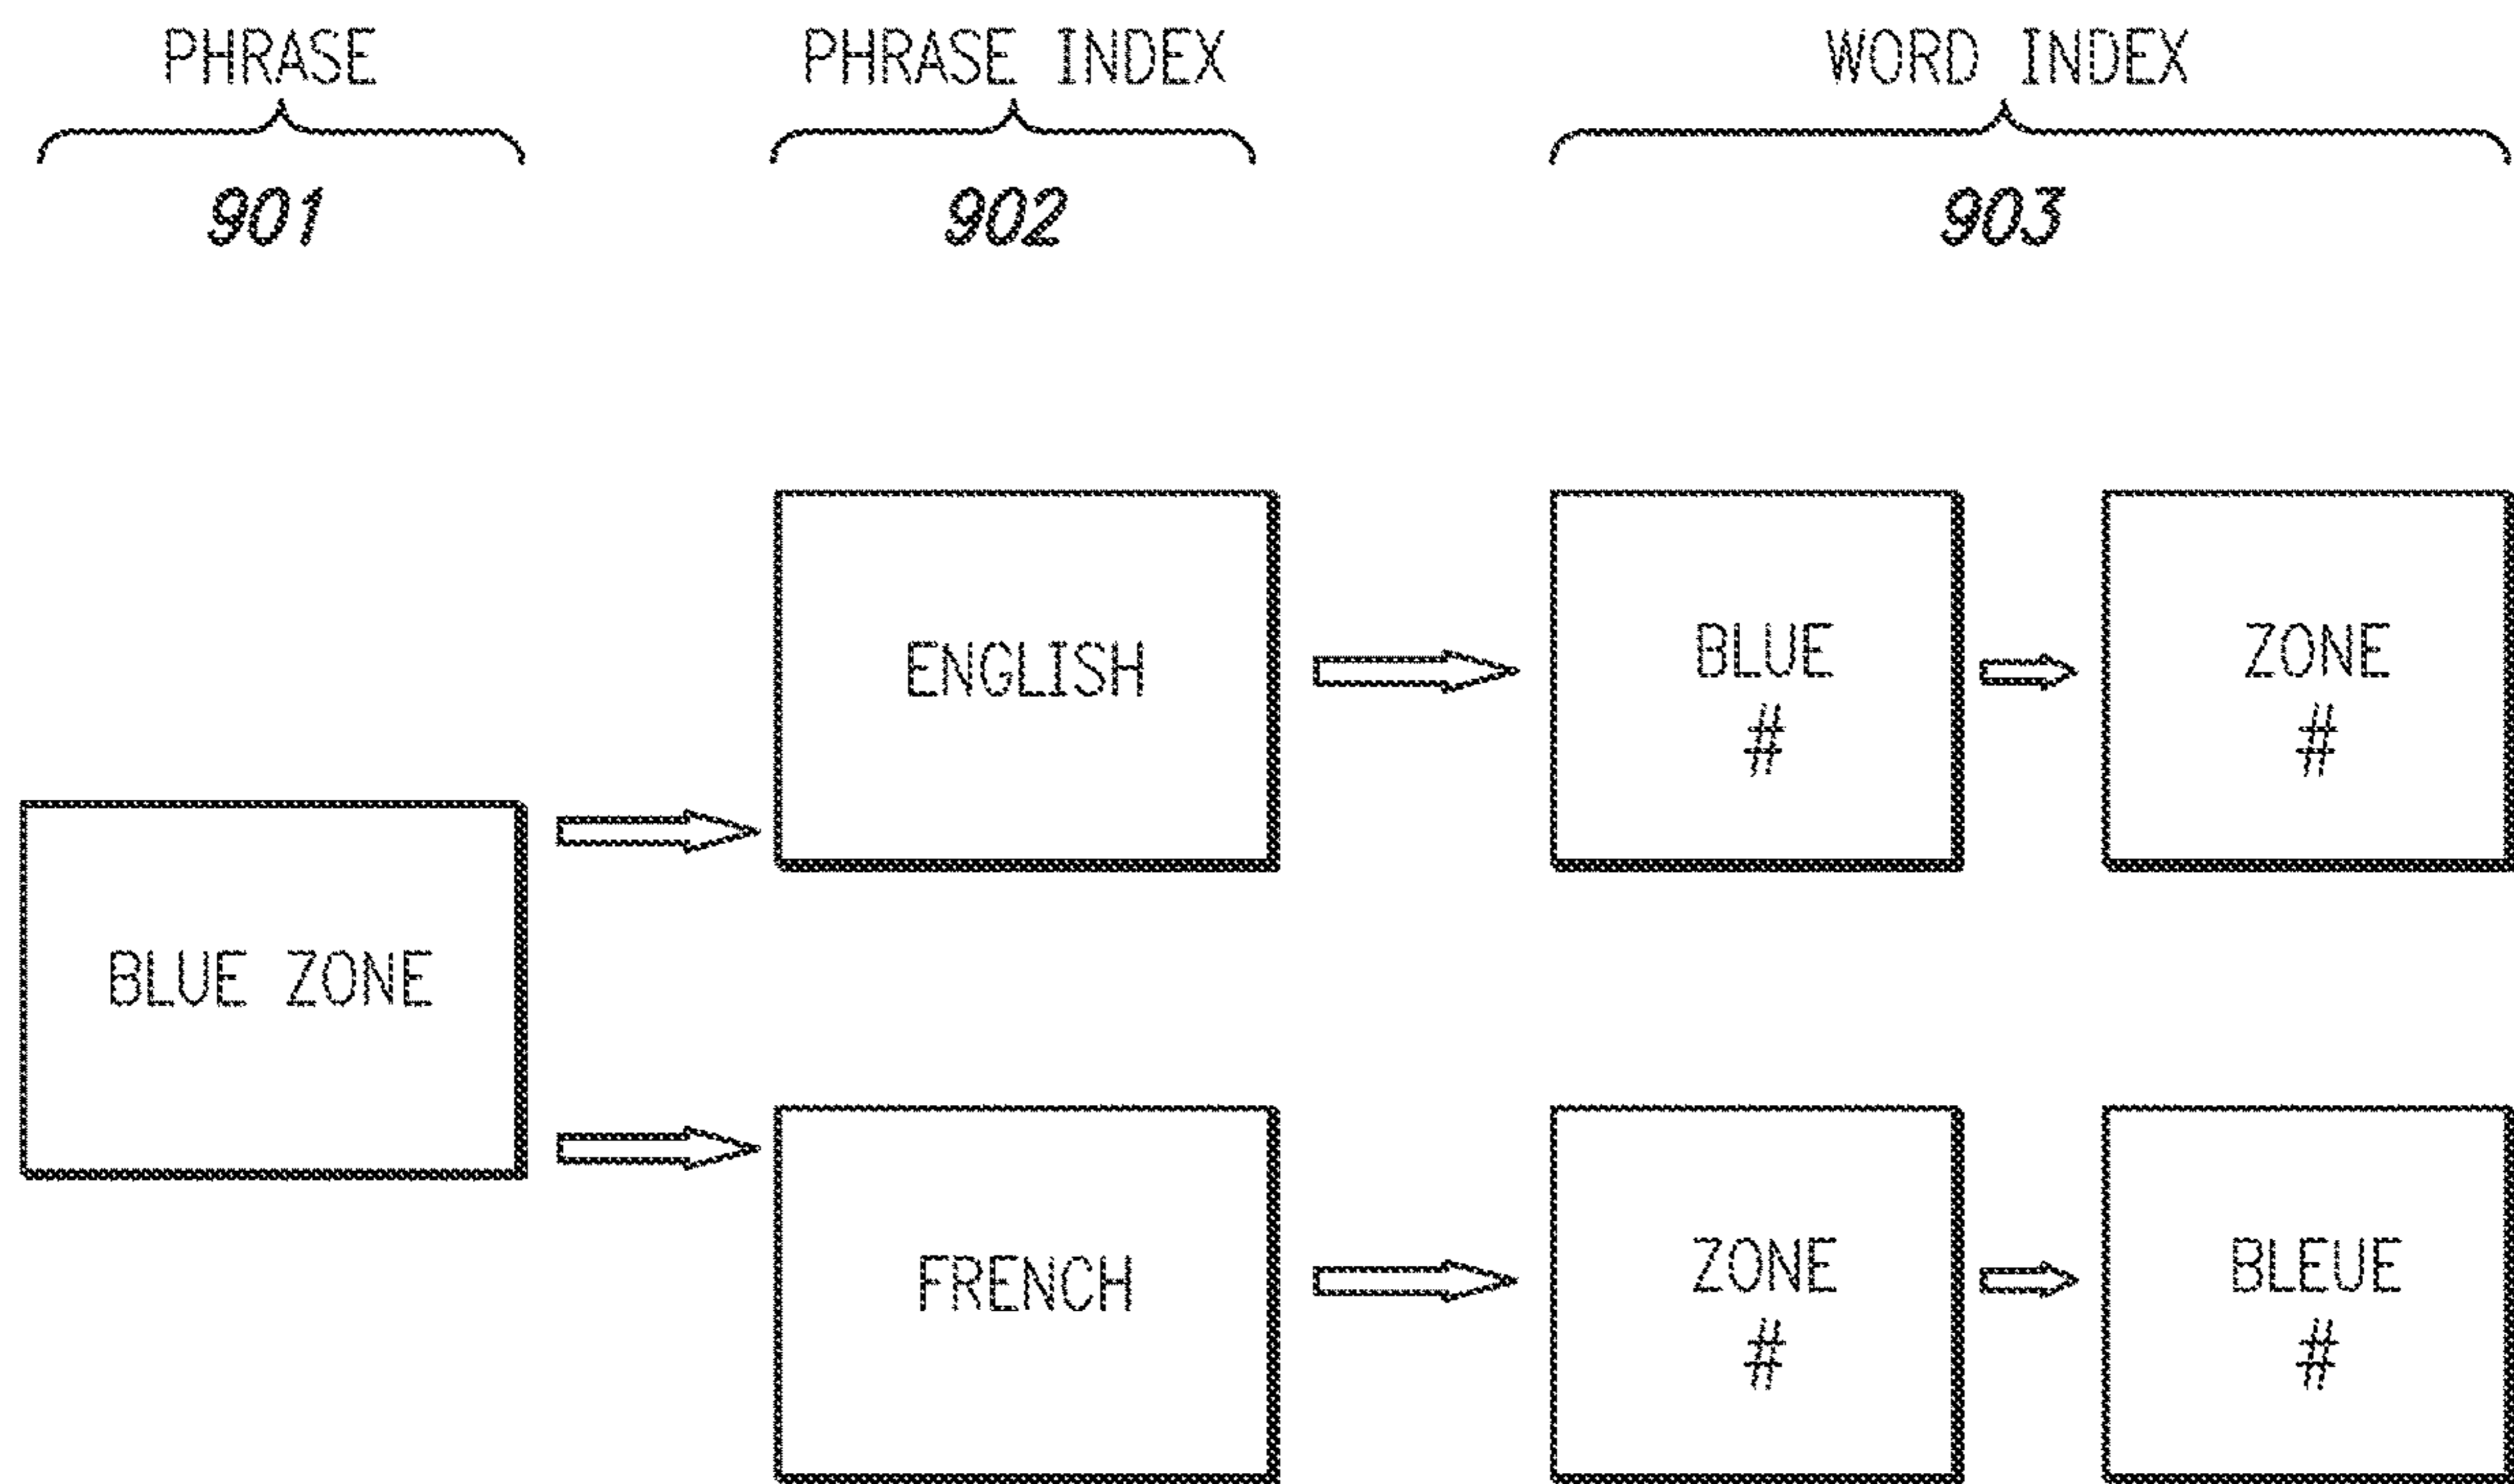 PHRASE
PHRASE INDEX
WORD INDEX
901
902
903
BLUE ZONE
ENGLISH
BLUE
#
ZONE
#
FRENCH
ZONE
#
BLEUE
#